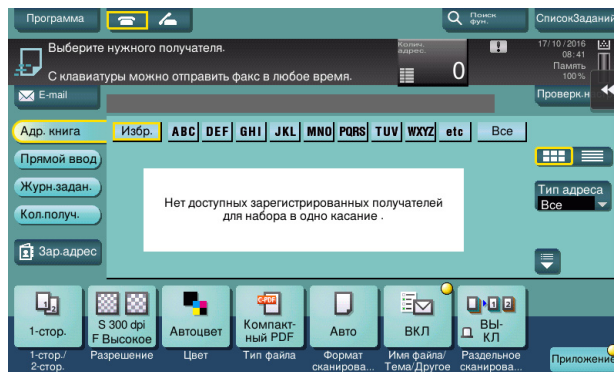 Программа
Поиск
фун.
СписокЗаданий
Выберите нужного получателя.
С клавиатуры можно отправить факс в любое время.
Колич.
адрес.
0
17/10/2016
08:41
Память
100%
E-mail
Проверк.н
Адр. книга
Избр.
ABC
DEF
GHI
JKL
MNO
PQRS
TUV
WXYZ
etc
Все
Прямой ввод
Журн.задан.
Кол.получ.
Зар.адрес
Нет доступных зарегистрированных получателей
для набора в одно касание .
Тип адреса
Все
1-стор.
S 300 dpi
F Высокое
Автоцвет
C-PDF
Компакт-
ный PDF
Авто
ВКЛ
ВЫ-
КЛ
1-стор./
2-стор.
Разрешение
Цвет
Тип файла
Формат
сканирова...
Имя файла/
Тема/Другое
Раздельное
сканирова...
Приложение